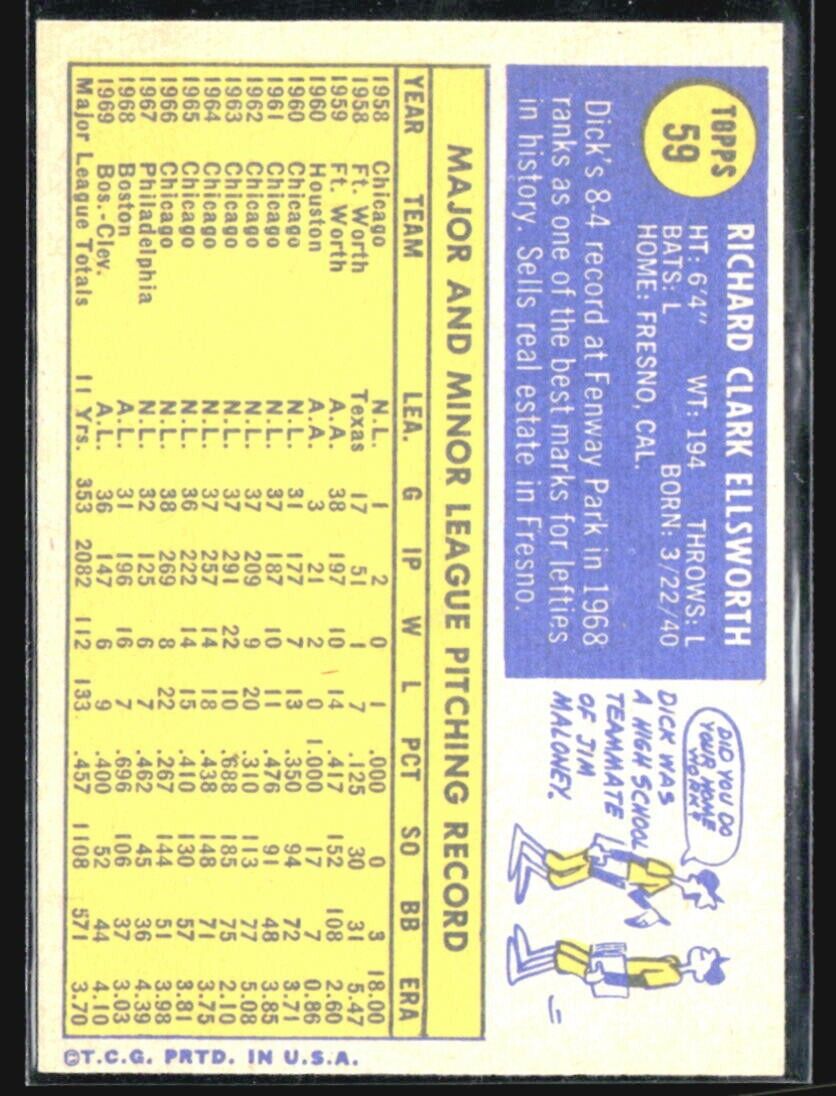 TOPPS
59
RICHARD CLARK ELLSWORTH
HT: 6'4" WT: 194 THROWS: L
BATS: L BORN: 3/22/40
HOME: FRESNO, CAL.
Dick's 8-4 record at Fenway Park in 1968
ranks as one of the best marks for lefties
in history. Sells real estate in Fresno.
DID YOU DO
YOUR HOME
WORK?
DICK WAS
A HIGH SCHOOL
TEAMMATE
OF JIM
MALONEY.
MAJOR AND MINOR LEAGUE PITCHING RECORD
YEAR TEAM LEA. G IP W L PCT SO BB ERA
1958 Chicago N.L. 1 2 0 1 .000 0 3 18.00
1958 Ft. Worth Texas 17 51 1 7 .125 30 31 5.47
1959 Ft. Worth A.A. 38 197 10 14 .417 152 108 2.60
1960 Houston A.A. 3 21 2 0 1.000 17 7 0.86
1960 Chicago N.L. 31 177 7 13 .350 94 72 3.71
1961 Chicago N.L. 37 187 10 11 .476 91 48 3.85
1962 Chicago N.L. 37 209 9 20 .310 113 77 5.08
1963 Chicago N.L. 37 291 22 10 .688 185 75 2.10
1964 Chicago N.L. 37 257 14 18 .438 148 71 3.75
1965 Chicago N.L. 36 222 14 15 .410 130 57 3.81
1966 Chicago N.L. 38 269 8 22 .267 144 51 3.98
1967 Philadelphia N.L. 32 125 6 7 .462 45 36 4.39
1968 Boston A.L. 31 196 16 7 .696 106 37 3.03
1969 Bos.-Clev. A.L. 36 147 6 9 .400 52 44 4.10
Major League Totals 11 Yrs. 353 2082 112 133 .457 1108 571 3.70
©T.C.G. PRTD. IN U.S.A.